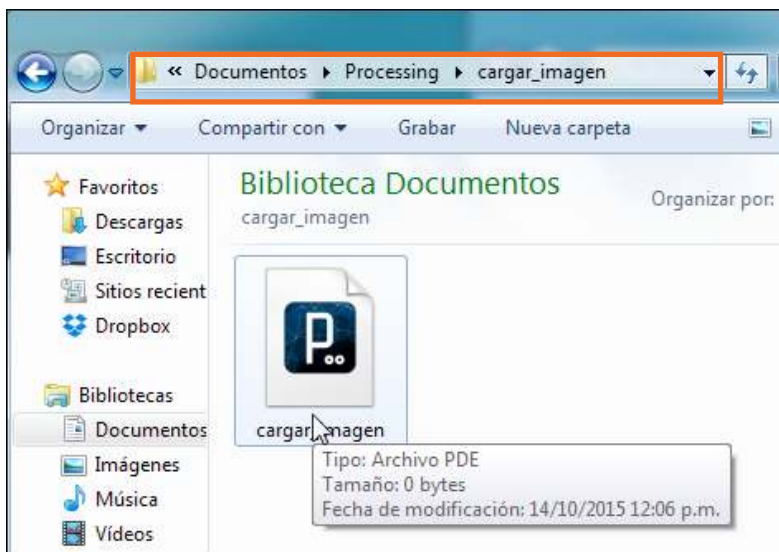 « Documentos ▸ Processing ▸ cargar_imagen
Organizar ▾ Compartir con ▾ Grabar Nueva carpeta
Favoritos
Descargas
Escritorio
Sitios recient
Dropbox
Bibliotecas
Documentos
Imágenes
Música
Vídeos
Biblioteca Documentos
cargar_imagen
Organizar por:
P
cargar_imagen
Tipo: Archivo PDE
Tamaño: 0 bytes
Fecha de modificación: 14/10/2015 12:06 p.m.